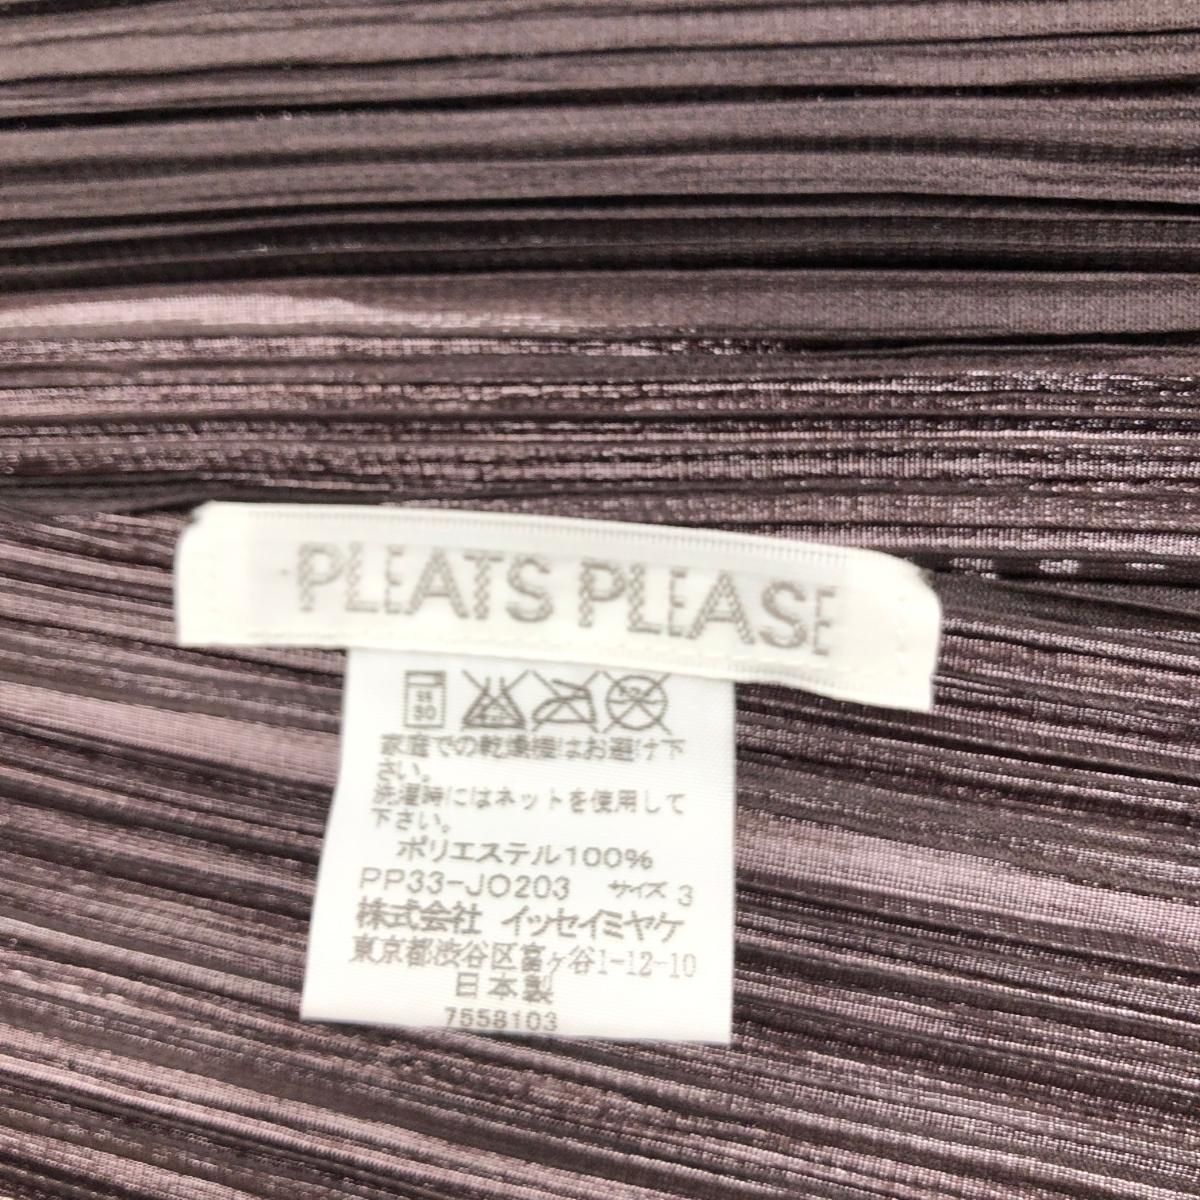 PLEATS PLEASE
家庭での乾燥機はお避け下
さい。
洗濯時にはネットを使用して
下さい。
ポリエステル100%
PP33-JO203 サイズ 3
株式会社 イッセイミヤケ
東京都渋谷区富ヶ谷1-12-10
日本製
7558103